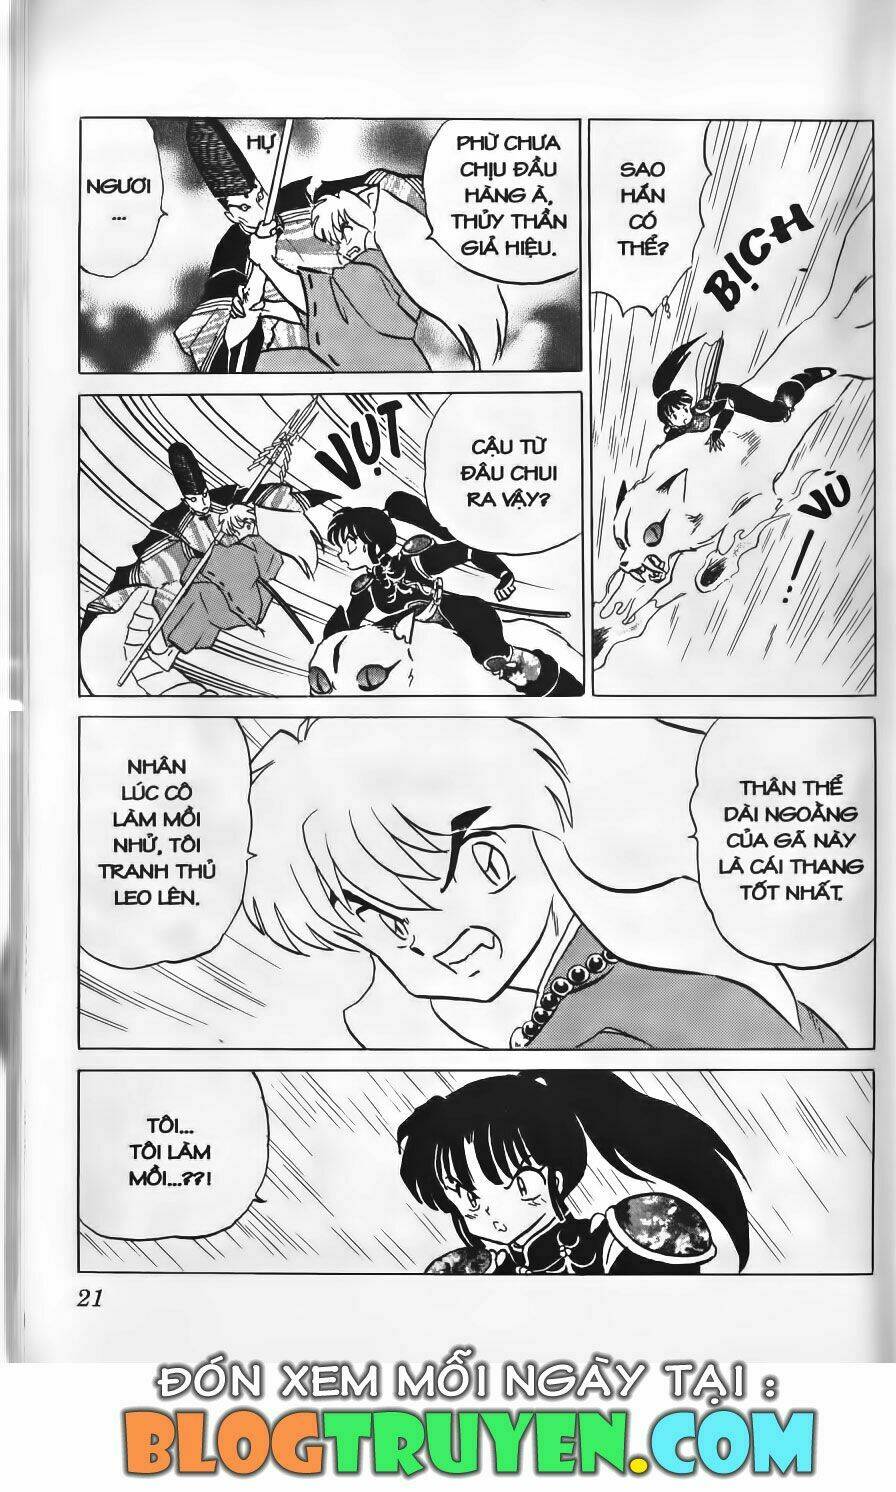 SAO
HẮN
CÓ
THỂ?
BỊCH
VÙ
PHÙ CHƯA
CHỊU ĐẦU
HÀNG À,
THỦY THẦN
GIẢ HIỆU.
HỰ
NGƯƠI
...
CẬU TỪ
ĐÂU CHUI
RA VẬY?
VỤT
THÂN THỂ
DÀI NGOẰNG
CỦA GÃ NÀY
LÀ CÁI THANG
TỐT NHẤT.
NHÂN
LÚC CÔ
LÀM MỒI
NHỬ, TÔI
TRANH THỦ
LEO LÊN.
TÔI...
TÔI LÀM
MỒI...??!
21
ĐÓN XEM MỖI NGÀY TẠI :
BLOGTRUYEN.COM